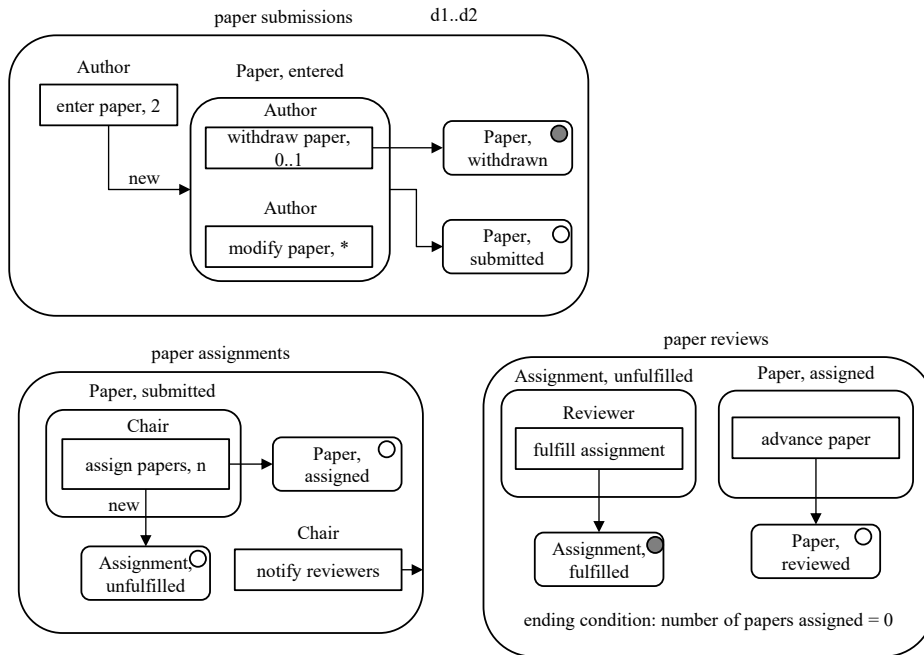 paper submissions d1..d2
Author
Paper, entered
enter paper, 2
Author
withdraw paper,
0..1
Paper,
withdrawn
new
Author
modify paper, *
Paper,
submitted
paper assignments
Paper, submitted
Chair
assign papers, n
Paper,
assigned
new
Chair
Assignment,
unfulfilled
notify reviewers
paper reviews
Assignment, unfulfilled
Paper, assigned
Reviewer
fulfill assignment
advance paper
Assignment,
fulfilled
Paper,
reviewed
ending condition: number of papers assigned = 0